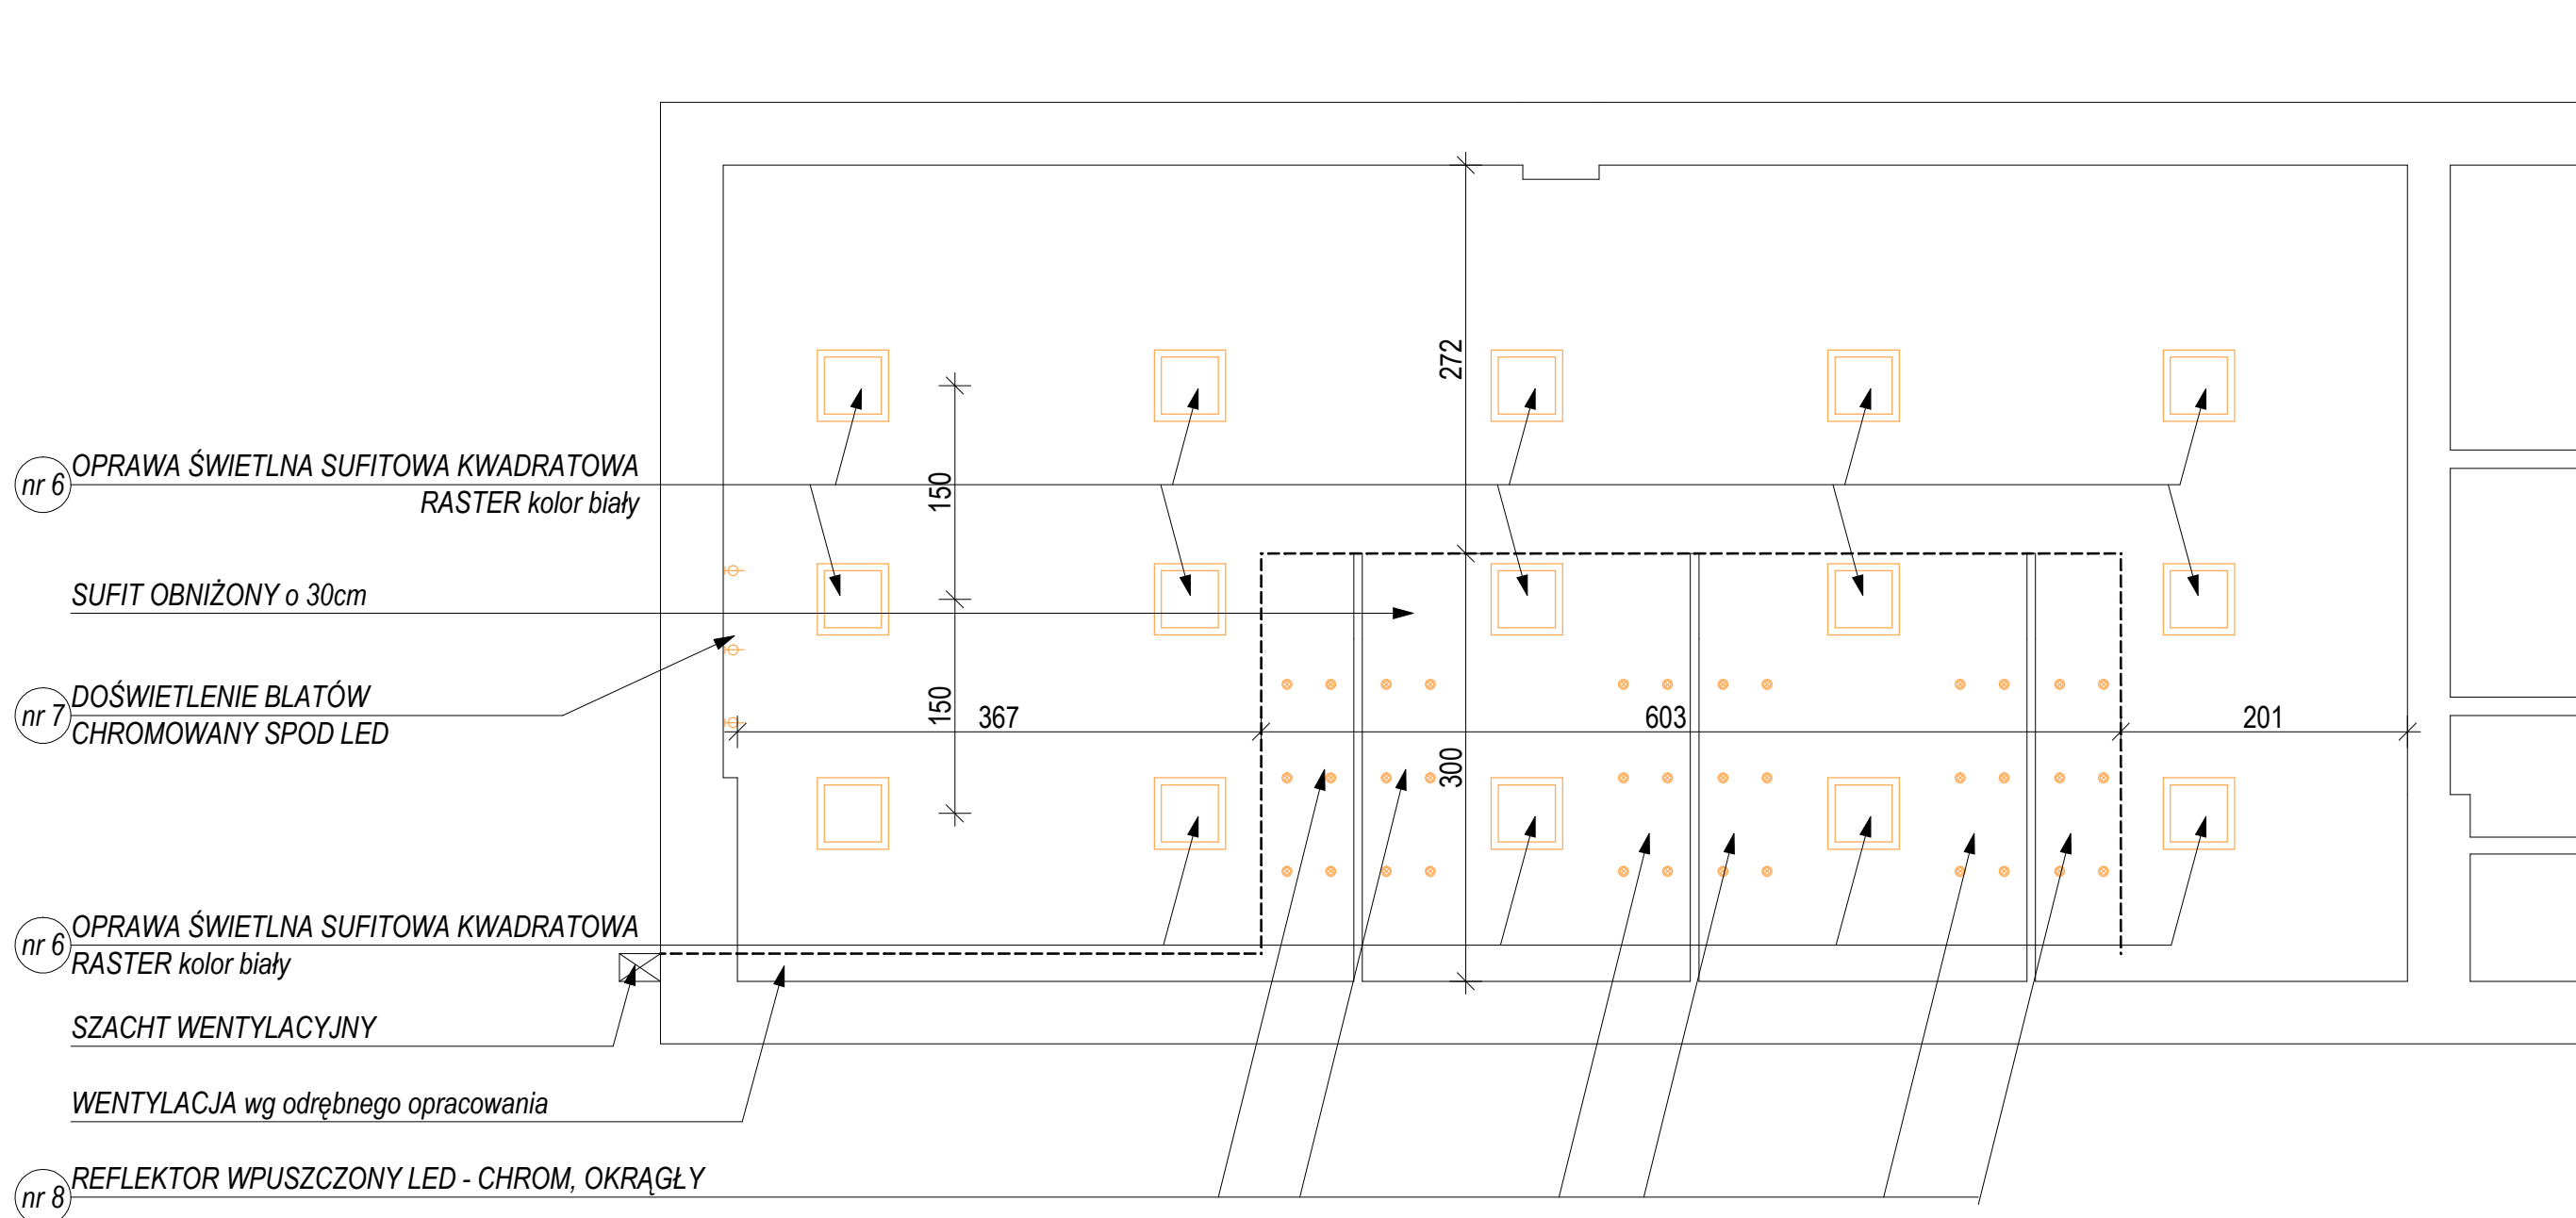 272
150
nr 6 OPRAWA ŚWIETLNA SUFITOWA KWADRATOWA
RASTER kolor biały
SUFIT OBNIŻONY o 30cm
nr 7 DOŚWIETLENIE BLATÓW
CHROMOWANY SPOD LED
150
367
603
201
300
nr 6 OPRAWA ŚWIETLNA SUFITOWA KWADRATOWA
RASTER kolor biały
SZACHT WENTYLACYJNY
WENTYLACJA wg odrębnego opracowania
nr 8 REFLEKTOR WPUSZCZONY LED - CHROM, OKRĄGŁY